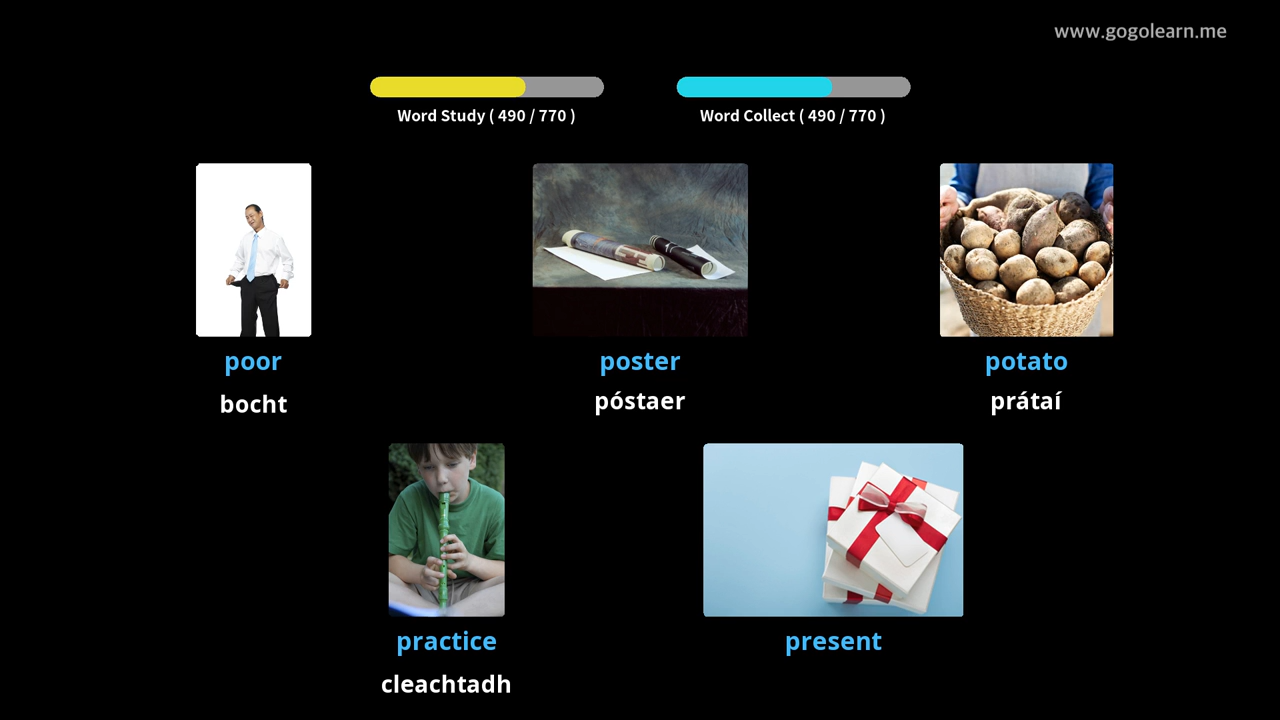 www.gogolearn.me
Word Study ( 490 / 770 )
Word Collect ( 490 / 770 )
poor
bocht
poster
póstaer
potato
prátaí
practice
cleachtadh
present